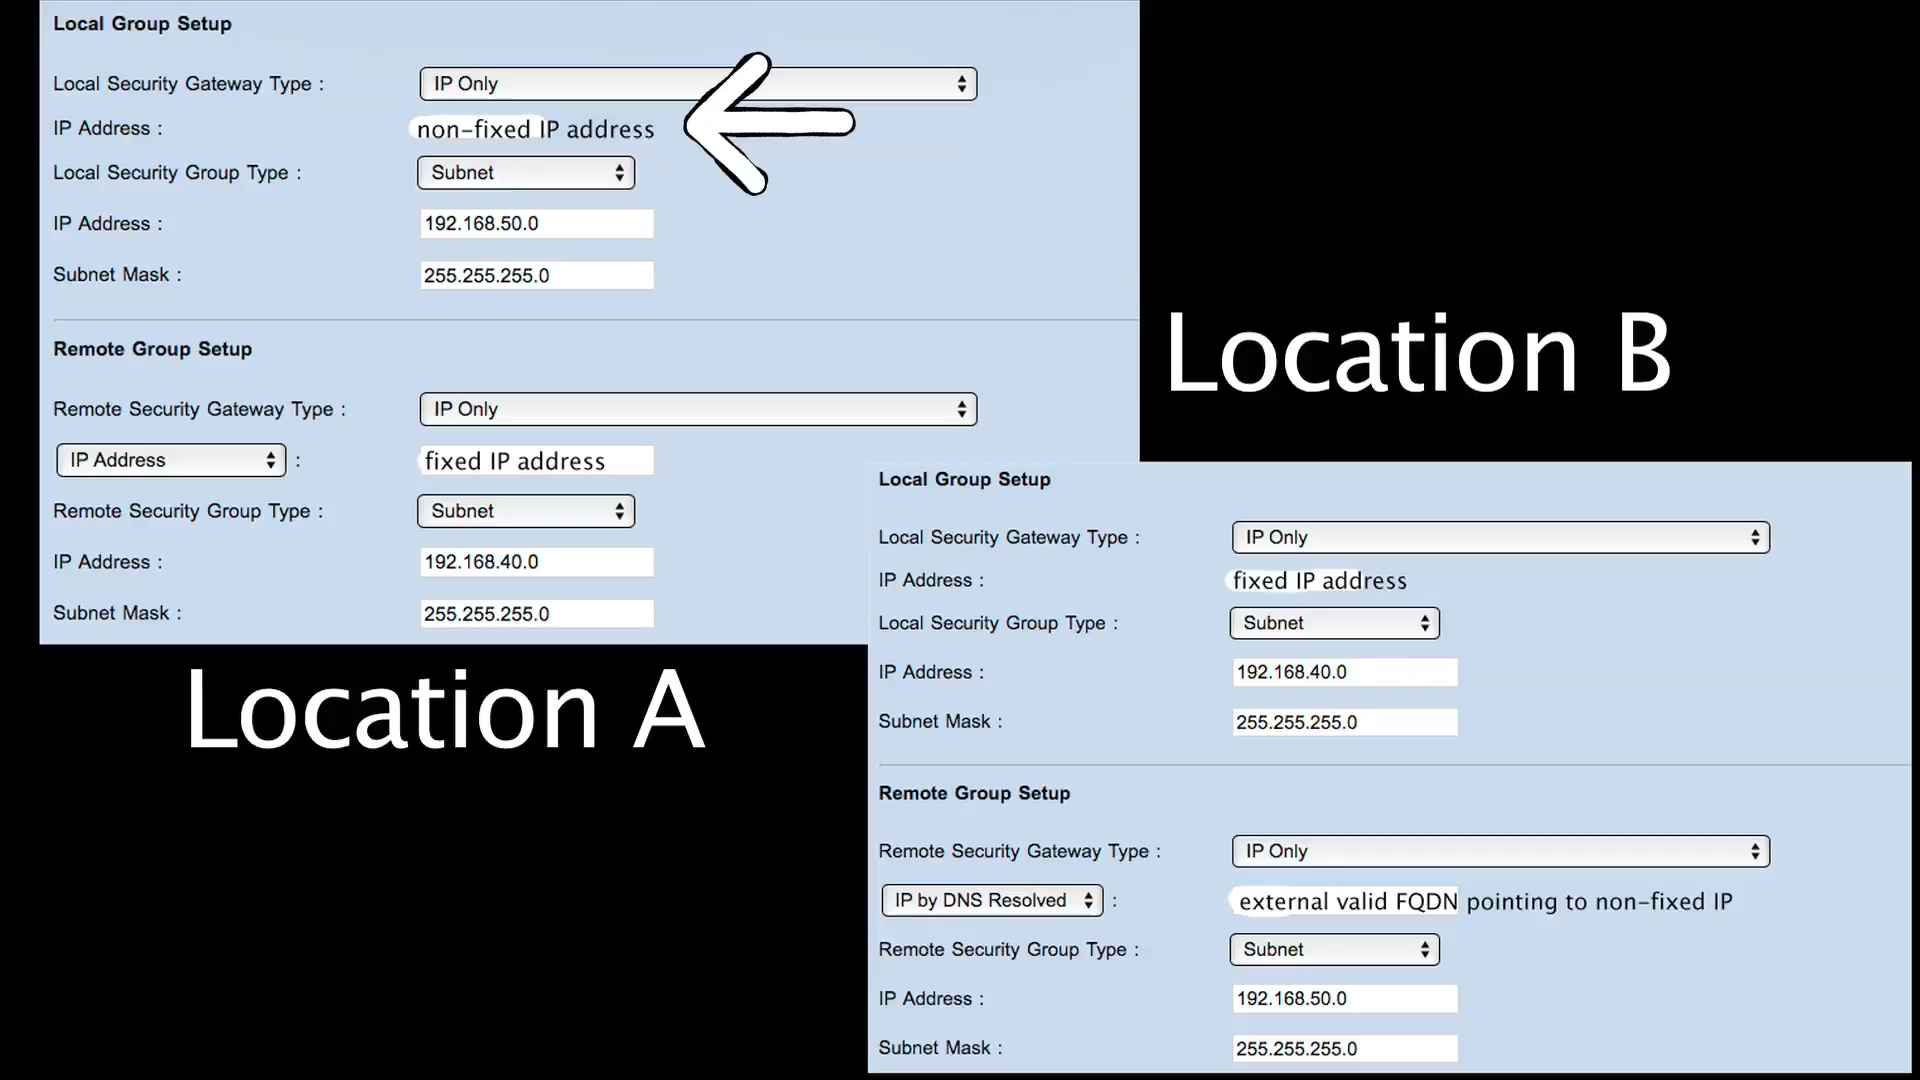 Local Group Setup
Local Security Gateway Type : IP Only
IP Address : non-fixed IP address
Local Security Group Type : Subnet
IP Address : 192.168.50.0
Subnet Mask : 255.255.255.0
Remote Group Setup
Remote Security Gateway Type : IP Only
IP Address : fixed IP address
Remote Security Group Type : Subnet
IP Address : 192.168.40.0
Subnet Mask : 255.255.255.0
Location A
Location B
Local Group Setup
Local Security Gateway Type : IP Only
IP Address : fixed IP address
Local Security Group Type : Subnet
IP Address : 192.168.40.0
Subnet Mask : 255.255.255.0
Remote Group Setup
Remote Security Gateway Type : IP Only
IP by DNS Resolved : external valid FQDN pointing to non-fixed IP
Remote Security Group Type : Subnet
IP Address : 192.168.50.0
Subnet Mask : 255.255.255.0